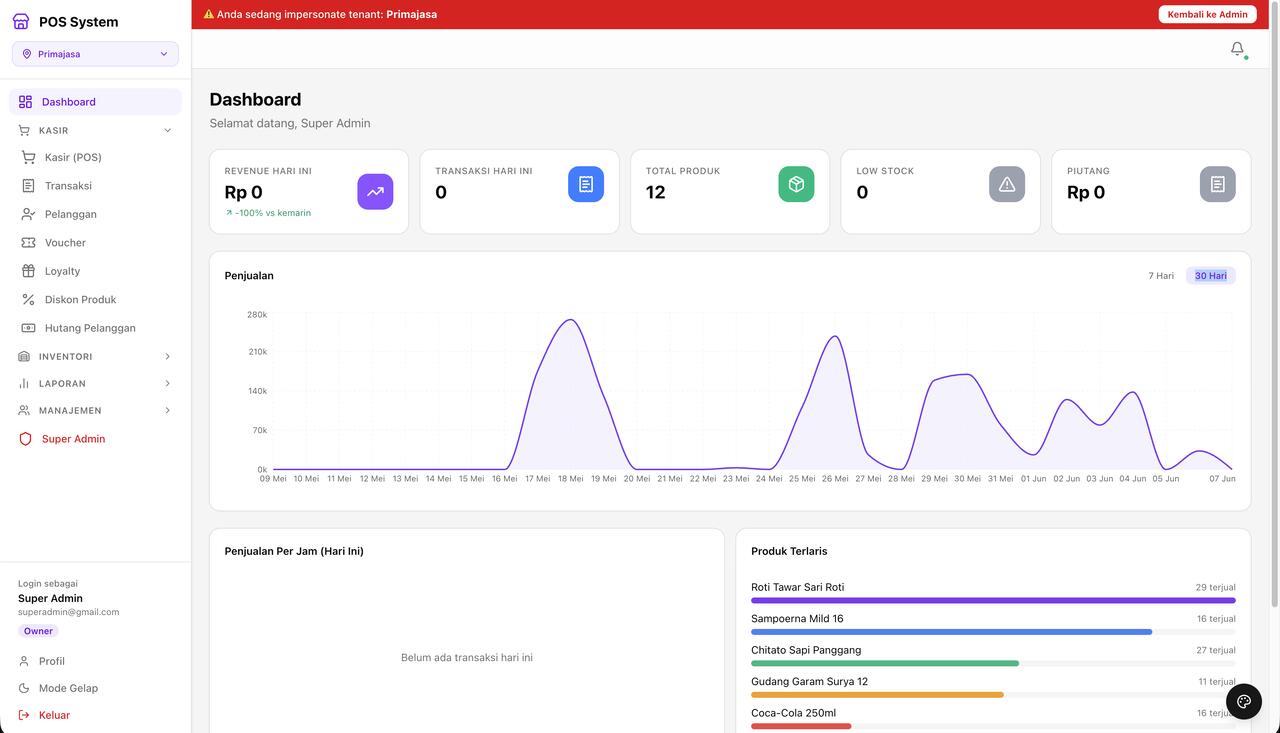 POS System
Primajasa
Dashboard
KASIR
Kasir (POS)
Transaksi
Pelanggan
Voucher
Loyalty
Diskon Produk
Hutang Pelanggan
INVENTORI
LAPORAN
MANAJEMEN
Super Admin
Login sebagai
Super Admin
superadmin@gmail.com
Owner
Profil
Mode Gelap
Keluar
Anda sedang impersonate tenant: Primajasa
Kembali ke Admin
Dashboard
Selamat datang, Super Admin
REVENUE HARI INI
Rp 0
-100% vs kemarin
TRANSAKSI HARI INI
0
TOTAL PRODUK
12
LOW STOCK
0
PIUTANG
Rp 0
Penjualan
7 Hari
30 Hari
280k
210k
140k
70k
0k
09 Mei 10 Mei 11 Mei 12 Mei 13 Mei 14 Mei 15 Mei 16 Mei 17 Mei 18 Mei 19 Mei 20 Mei 21 Mei 22 Mei 23 Mei 24 Mei 25 Mei 26 Mei 27 Mei 28 Mei 29 Mei 30 Mei 31 Mei 01 Jun 02 Jun 03 Jun 04 Jun 05 Jun 07 Jun
Penjualan Per Jam (Hari Ini)
Belum ada transaksi hari ini
Produk Terlaris
Roti Tawar Sari Roti 29 terjual
Sampoerna Mild 16 16 terjual
Chitato Sapi Panggang 27 terjual
Gudang Garam Surya 12 11 terjual
Coca-Cola 250ml 16